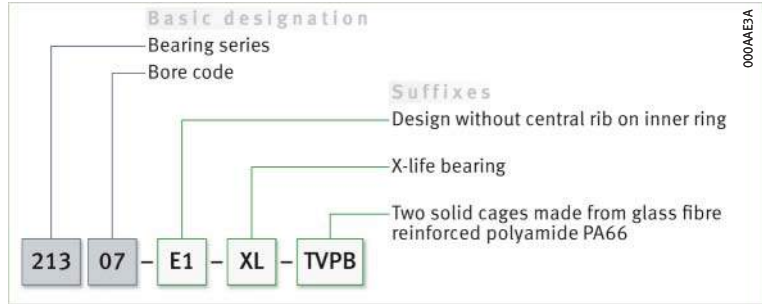 Basic designation
Bearing series
Bore code
Suffixes
Design without central rib on inner ring
X-life bearing
Two solid cages made from glass fibre
reinforced polyamide PA66
213 07 – E1 – XL – TVPB
000AAE3A